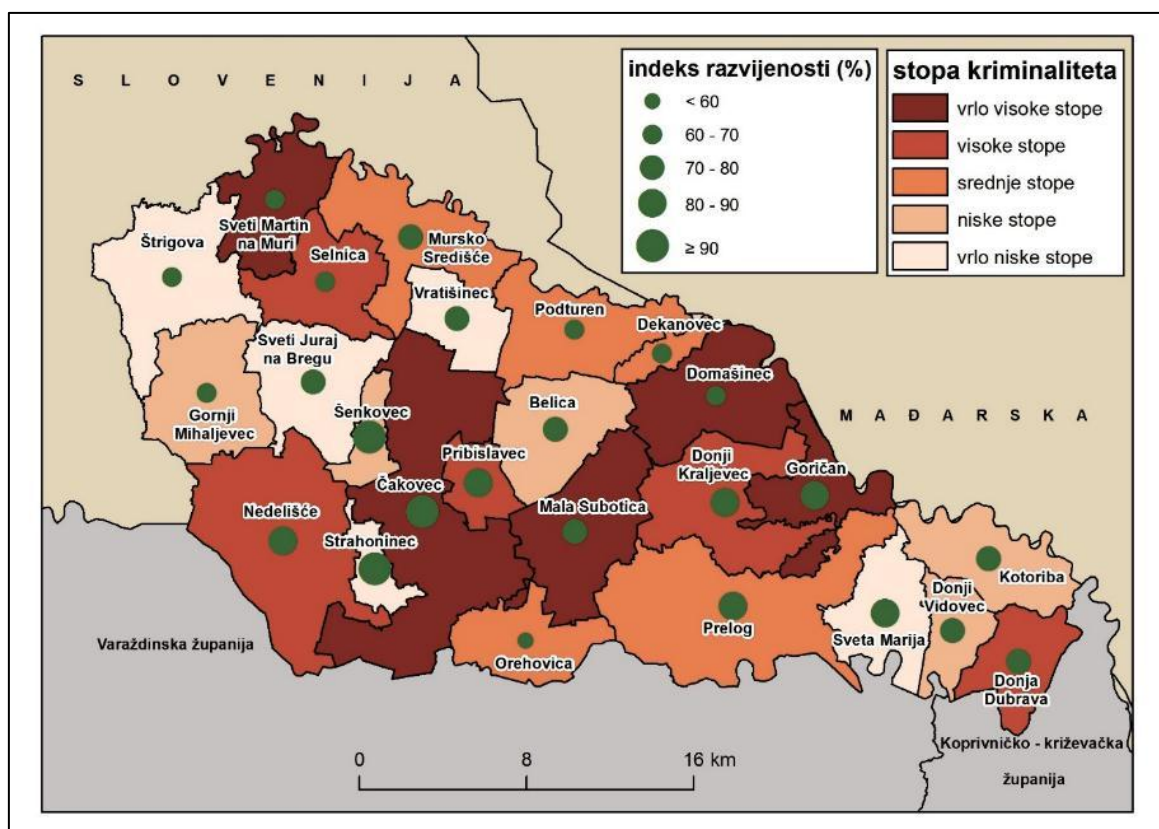 indeks razvijenosti (%)
< 60
60 - 70
70 - 80
80 - 90
≥ 90
stopa kriminaliteta
vrlo visoke stope
visoke stope
srednje stope
niske stope
vrlo niske stope
S L O V E N I J A
Sveti Martin
na Muri
Štrigova
Selnica
Mursko
Središće
Vratišinec
Podturen
Dekanovec
Sveti Juraj
na Bregu
Domašinec
M A Đ A R S K A
Gornji
Mihaljevec
Šenkovec
Belica
Pribislavec
Donji
Kraljevec
Goričan
Čakovec
Nedelišće
Mala Subotica
Strahoninec
Kotoriba
Donji
Vidovec
Prelog
Sveta Marija
Varaždinska županija
Orehovica
Donja
Dubrava
Koprivničko - križevačka
županija
0 8 16 km